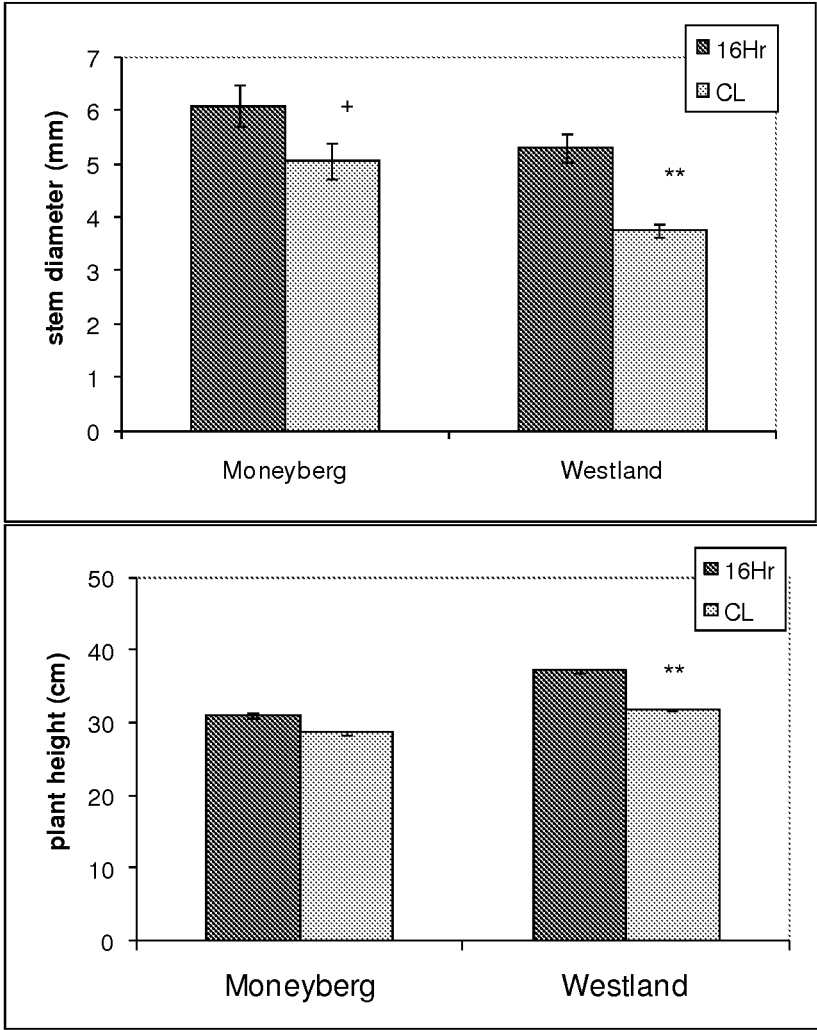 7
6
5
4
3
2
1
0
stem diameter (mm)
16Hr
CL
+
**
Moneyberg
Westland
50
40
30
20
10
0
plant height (cm)
16Hr
CL
**
Moneyberg
Westland